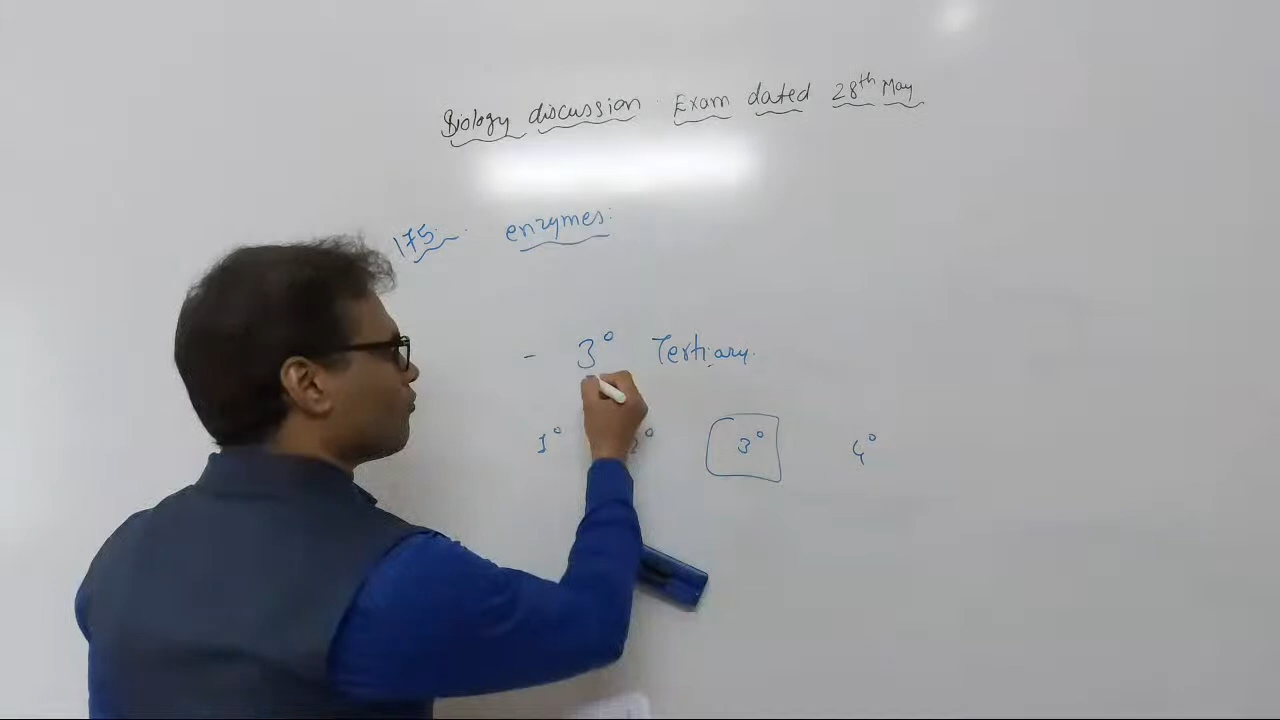 Biology discussion Exam dated 28th May
175. enzymes:
- 3° Tertiary.
1° 3° 4°